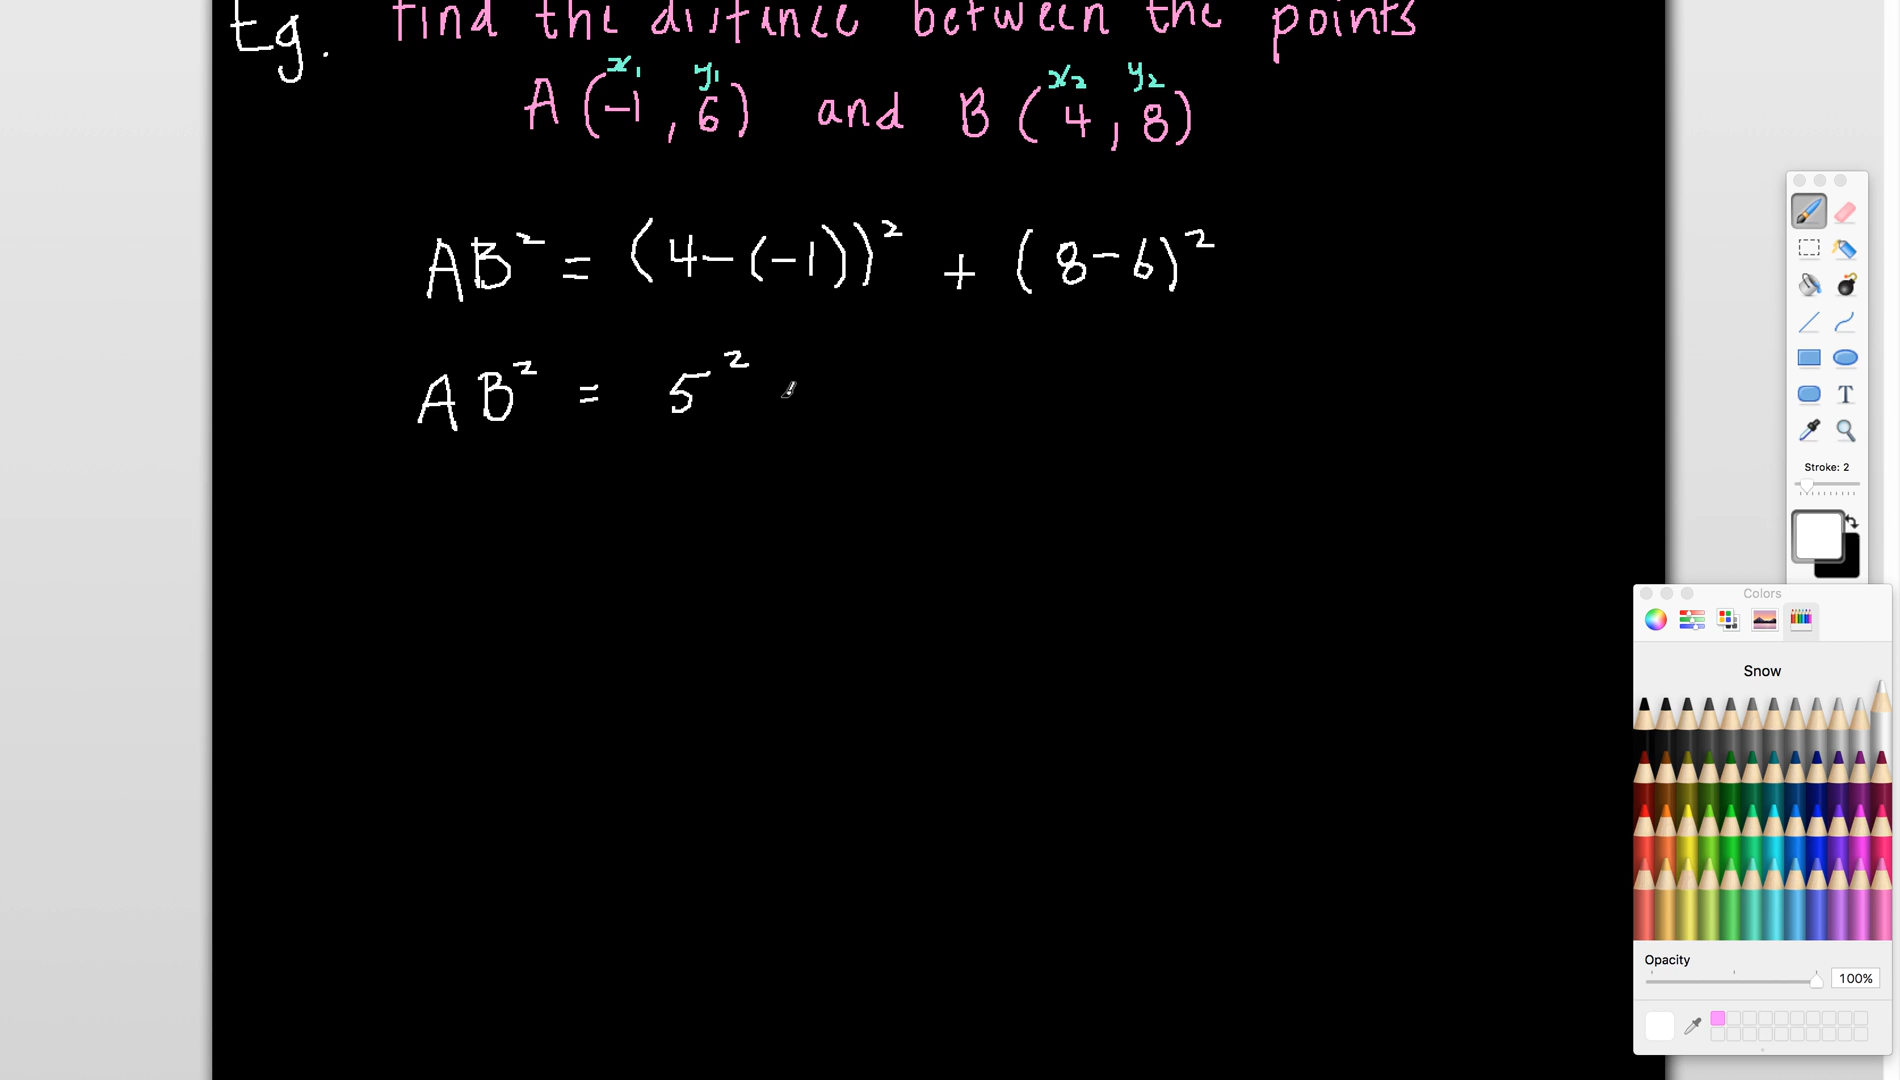 Eg. Find the distance between the points
x₁ y₁ x₂ y₂
A (-1, 6) and B (4, 8)
AB² = (4-(-1))² + (8-6)²
AB² = 5²
T
Stroke: 2
Colors
Snow
Opacity
100%